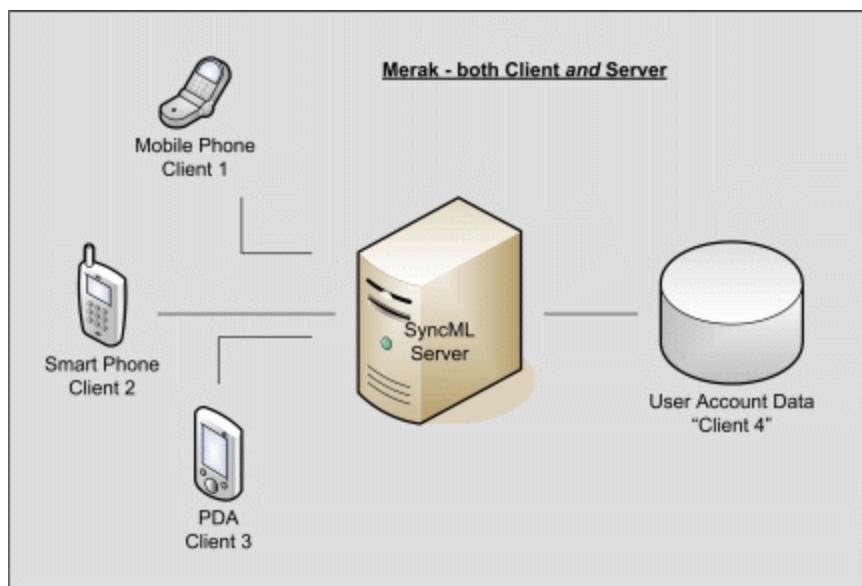 Merak - both Client and Server
Mobile Phone
Client 1
SyncML
Server
Smart Phone
Client 2
User Account Data
“Client 4”
PDA
Client 3